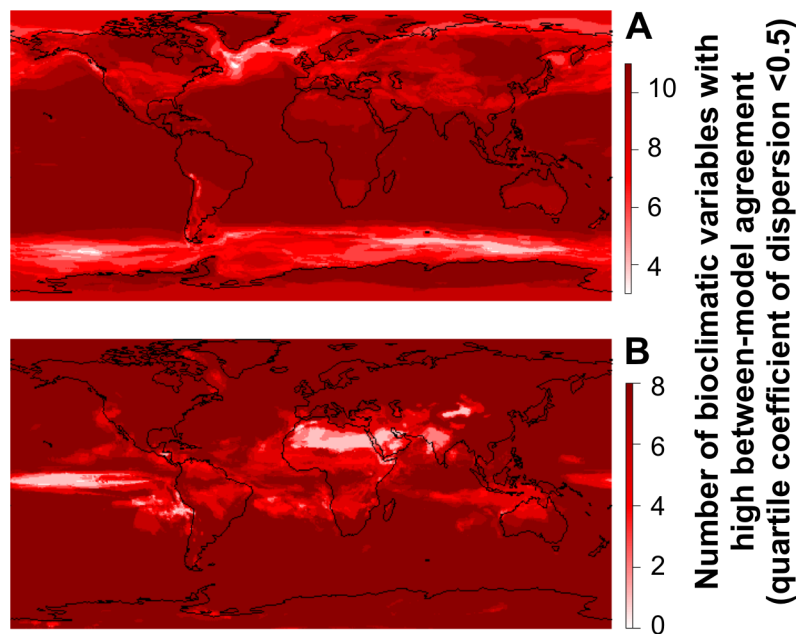 A
10
8
6
4
B
8
6
4
2
0
Number of bioclimatic variables with
high between-model agreement
(quartile coefficient of dispersion <0.5)